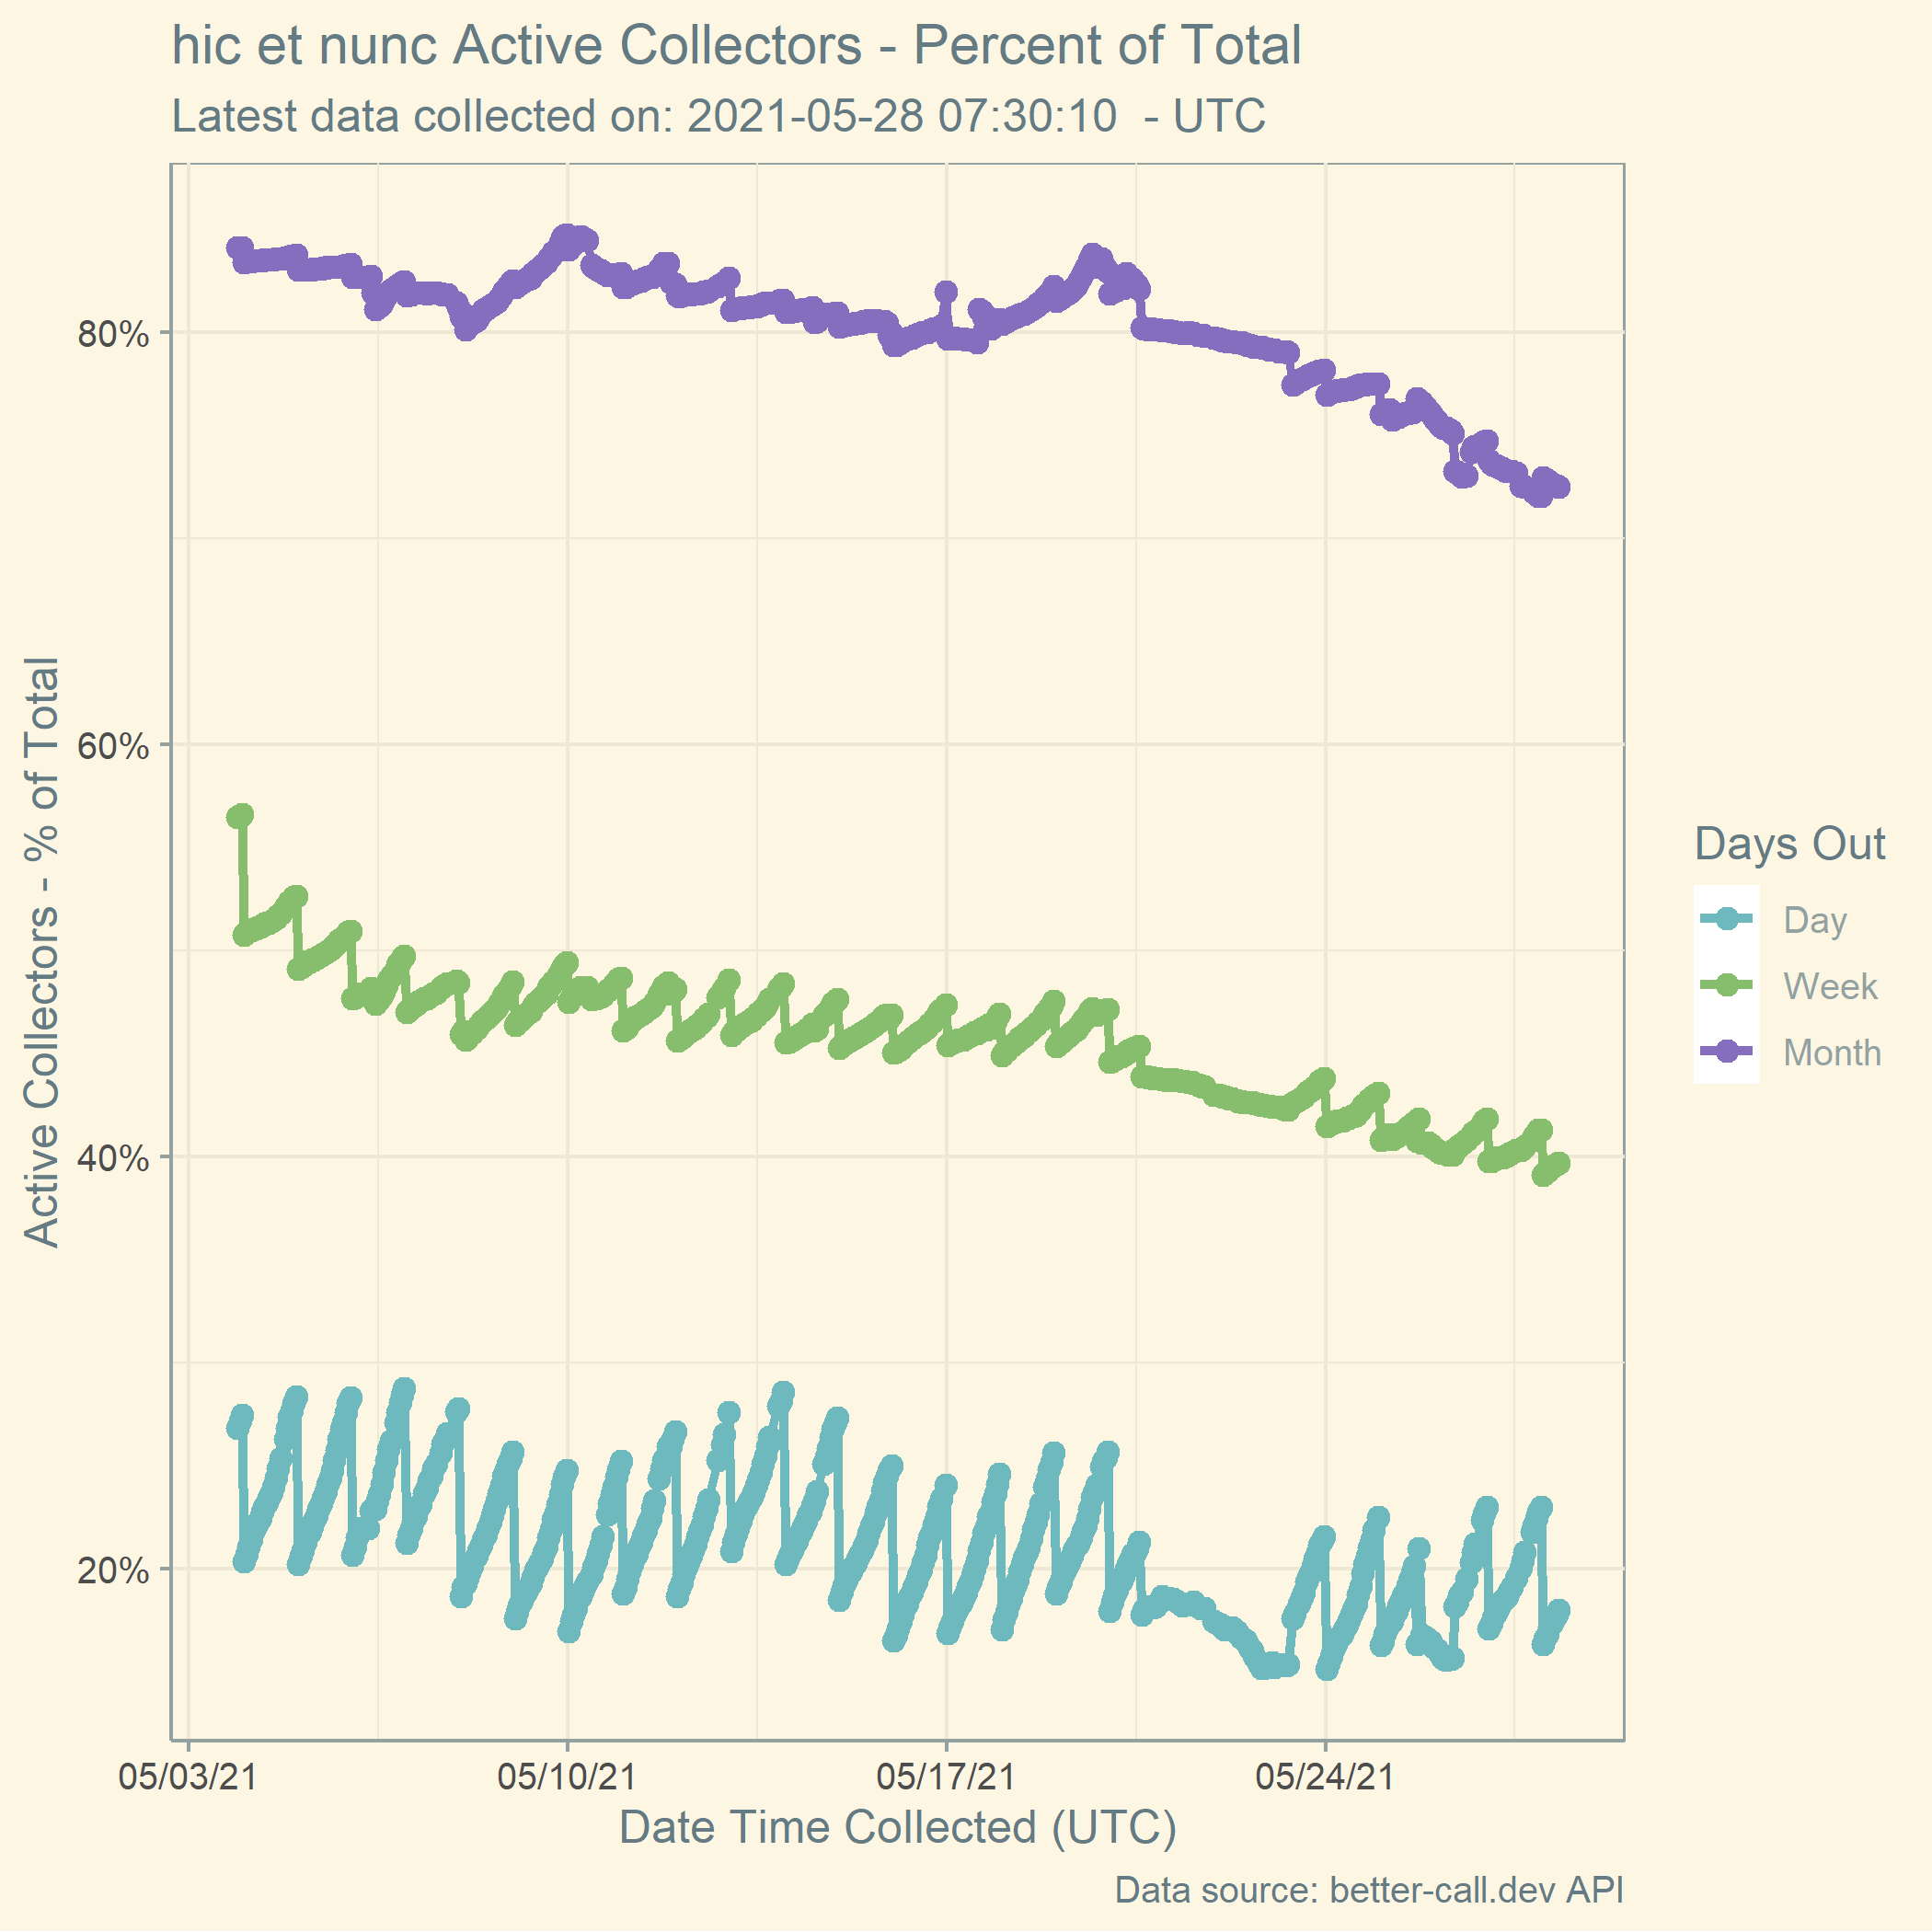 hic et nunc Active Collectors - Percent of Total
Latest data collected on: 2021-05-28 07:30:10  - UTC
Active Collectors - % of Total
80%
60%
40%
20%
05/03/21
05/10/21
05/17/21
05/24/21
Date Time Collected (UTC)
Days Out
Day
Week
Month
Data source: better-call.dev API